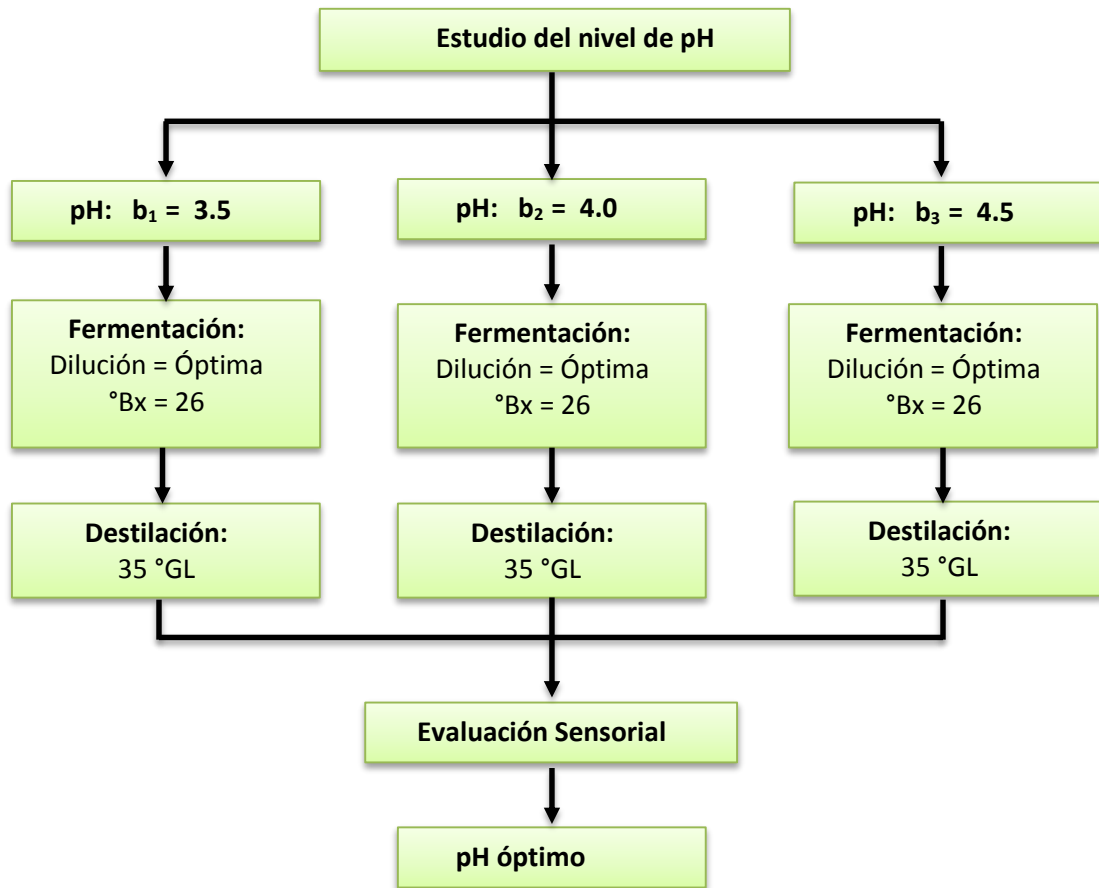 Estudio del nivel de pH
pH: b₁ = 3.5
pH: b₂ = 4.0
pH: b₃ = 4.5
Fermentación:
Dilución = Óptima
°Bx = 26
Fermentación:
Dilución = Óptima
°Bx = 26
Fermentación:
Dilución = Óptima
°Bx = 26
Destilación:
35 °GL
Destilación:
35 °GL
Destilación:
35 °GL
Evaluación Sensorial
pH óptimo